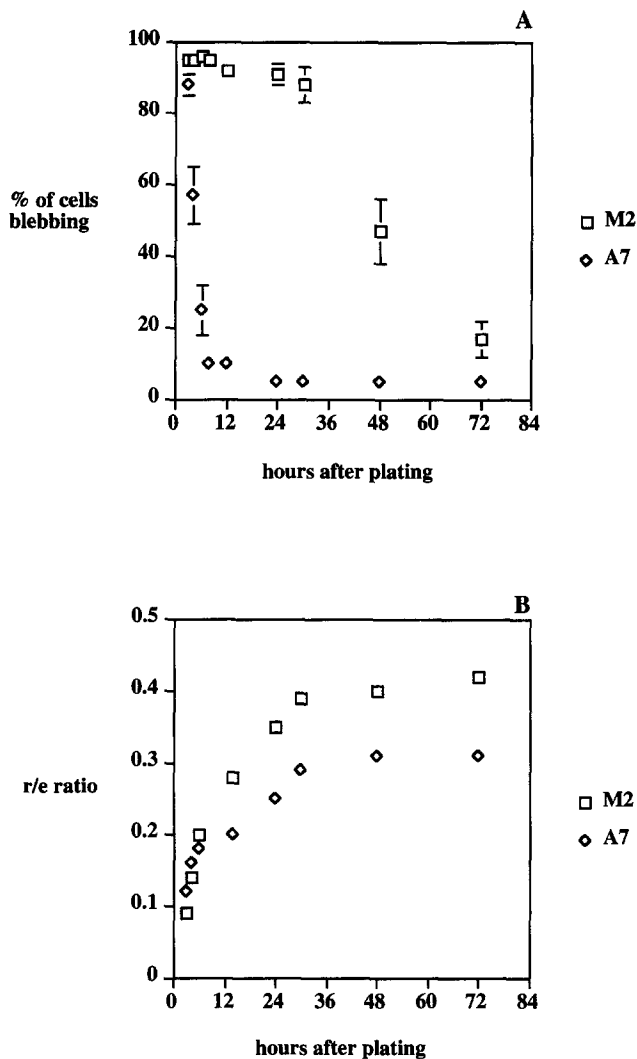 A
100
80
60
40
20
0
% of cells
blebbing
0 12 24 36 48 60 72 84
hours after plating
M2
A7
B
0.5
0.4
0.3
0.2
0.1
0
r/e ratio
0 12 24 36 48 60 72 84
hours after plating
M2
A7